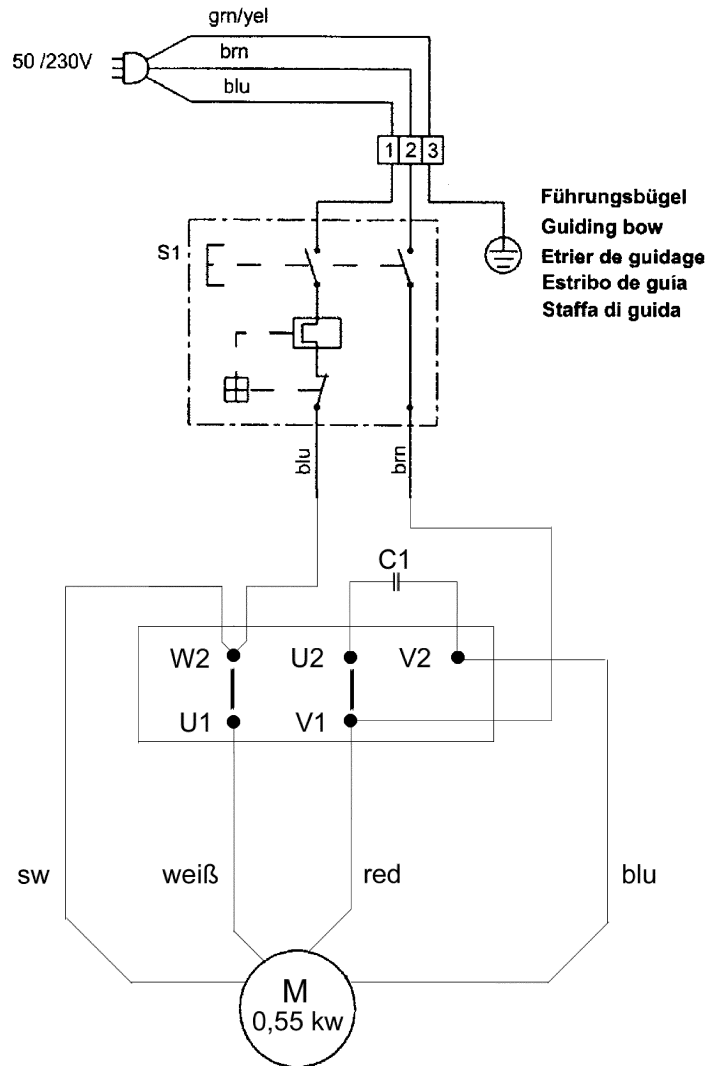 grn/yel
50 /230V
brn
blu
1 2 3
Führungsbügel
Guiding bow
Etrier de guidage
Estribo de guía
Staffa di guida
S1
blu
brn
C1
W2 U2 V2
U1 V1
sw weiß red blu
M
0,55 kw